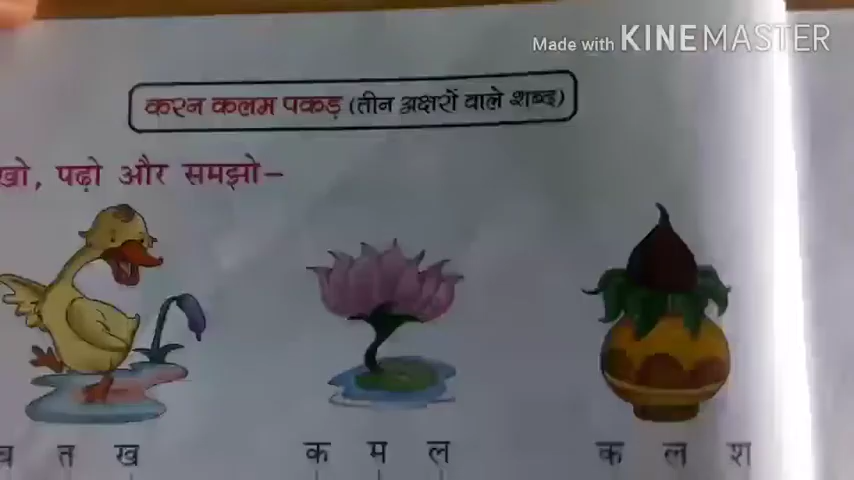 Made with KINEMASTER
करन कलम पकड़ (तीन अक्षरों वाले शब्द)
खो, पढ़ो और समझो–
ब त ख क म ल क ल श